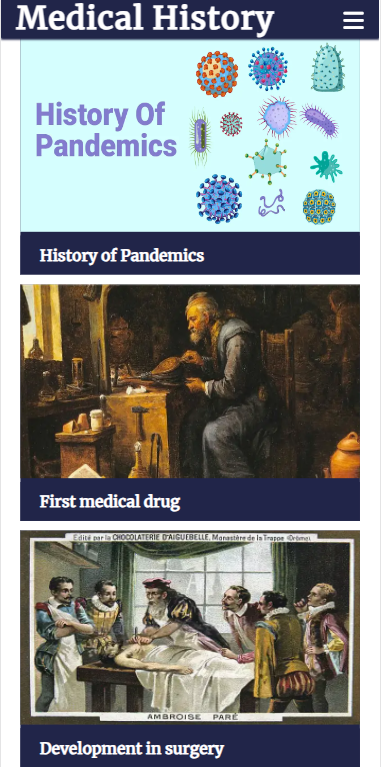 Medical History
History Of
Pandemics
History of Pandemics
First medical drug
Edité par la CHOCOLATERIE D'AIGUEBELLE, Monastère de la Trappe (Drôme).
AMBROISE PARÉ
Development in surgery